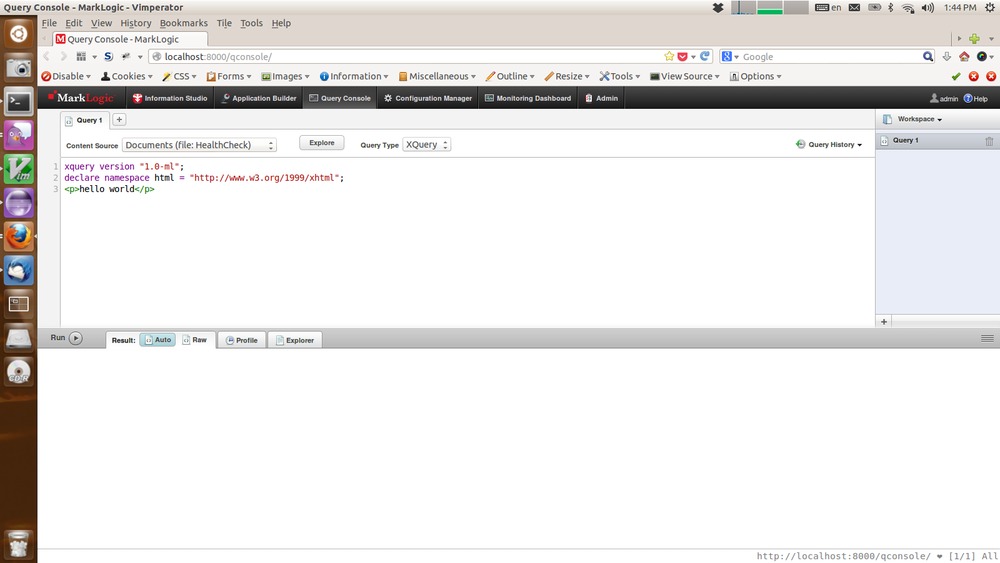 Query Console - MarkLogic - Vimperator
en
1:44 PM
File Edit View History Bookmarks Tile Tools Help
Query Console - MarkLogic
localhost:8000/qconsole/
Google
Disable Cookies CSS Forms Images Information Miscellaneous Outline Resize Tools View Source Options
MarkLogic Information Studio Application Builder Query Console Configuration Manager Monitoring Dashboard Admin admin Help
Query 1 +
Workspace
Content Source Documents (file: HealthCheck) Explore Query Type XQuery Query History
Query 1
1 xquery version "1.0-ml";
2 declare namespace html = "http://www.w3.org/1999/xhtml";
3 <p>hello world</p>
+
Run Result: Auto Raw Profile Explorer
http://localhost:8000/qconsole/ ❤ [1/1] All